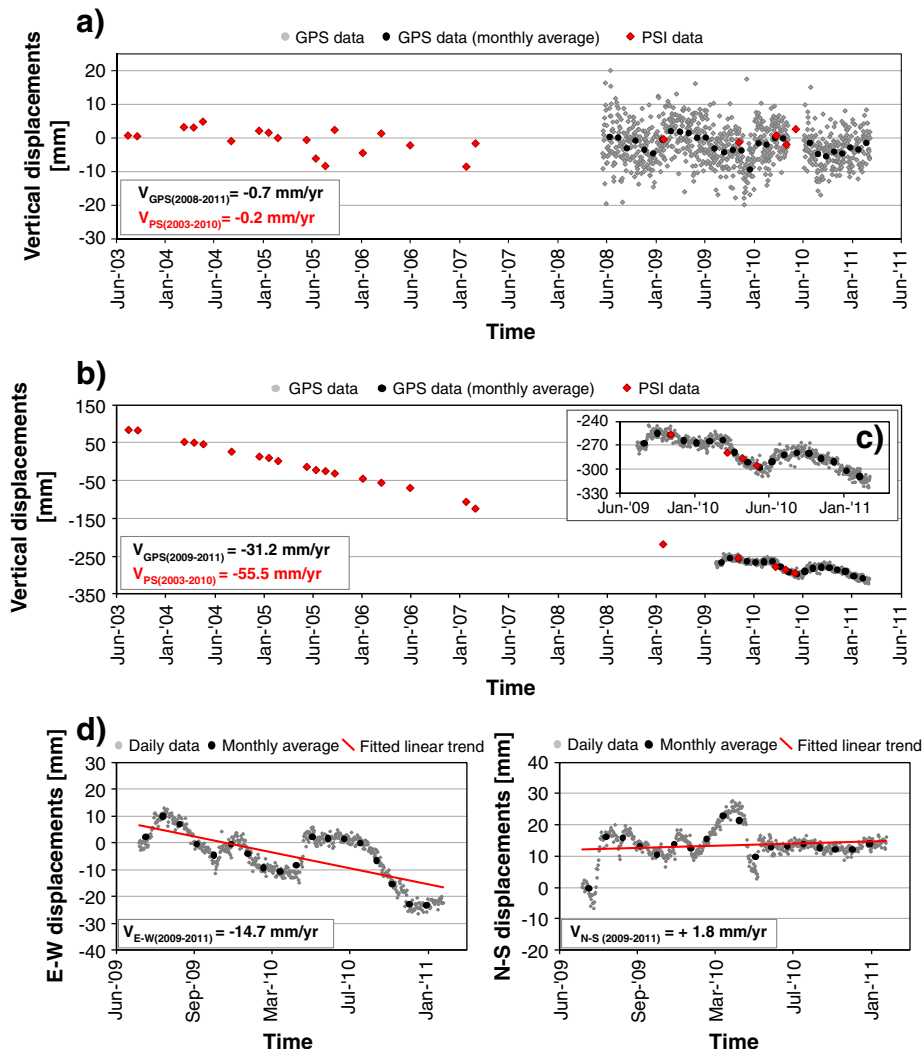 a)
GPS data GPS data (monthly average) PSI data
Vertical displacements
[mm]
20
10
0
-10
-20
-30
V GPS(2008-2011) = -0.7 mm/yr
V PS(2003-2010) = -0.2 mm/yr
Jun-'03 Jan-'04 Jun-'04 Jan-'05 Jun-'05 Jan-'06 Jun-'06 Jan-'07 Jun-'07 Jan-'08 Jun-'08 Jan-'09 Jun-'09 Jan-'10 Jun-'10 Jan-'11 Jun-'11
Time
b)
GPS data GPS data (monthly average) PSI data
Vertical displacements
[mm]
150
50
-50
-150
-250
-350
c)
-240
-270
-300
-330
Jun-'09 Jan-'10 Jun-'10 Jan-'11
V GPS(2009-2011) = -31.2 mm/yr
V PS(2003-2010) = -55.5 mm/yr
Jun-'03 Jan-'04 Jun-'04 Jan-'05 Jun-'05 Jan-'06 Jun-'06 Jan-'07 Jun-'07 Jan-'08 Jun-'08 Jan-'09 Jun-'09 Jan-'10 Jun-'10 Jan-'11 Jun-'11
Time
d)
Daily data Monthly average Fitted linear trend
E-W displacements [mm]
30
20
10
0
-10
-20
-30
-40
V E-W(2009-2011) = -14.7 mm/yr
Jun-'09 Sep-'09 Mar-'10 Jul-'10 Jan-'11
Time
Daily data Monthly average Fitted linear trend
N-S displacements [mm]
40
30
20
10
0
10
20
V N-S (2009-2011) = + 1.8 mm/yr
Jun-'09 Sep-'09 Mar-'10 Jul-'10 Jan-'11
Time